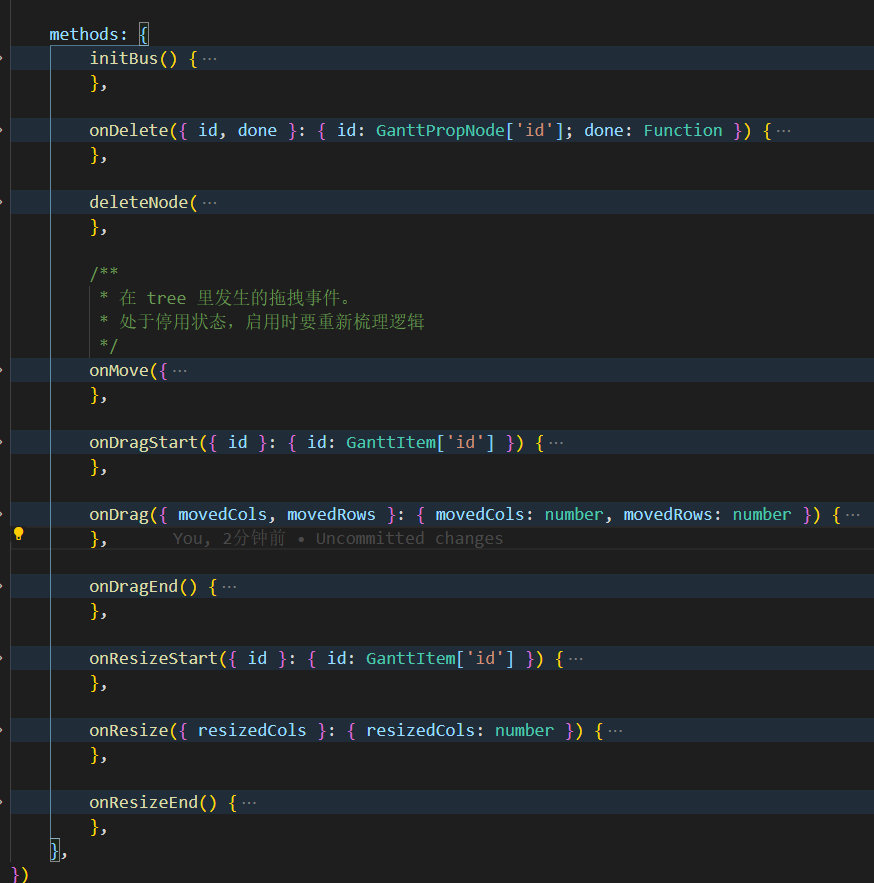 methods: {
initBus() { ···
},
onDelete({ id, done }: { id: GanttPropNode['id']; done: Function }) { ···
},
deleteNode( ···
},
/**
* 在 tree 里发生的拖拽事件。
* 处于停用状态，启用时要重新梳理逻辑
*/
onMove({ ···
},
onDragStart({ id }: { id: GanttItem['id'] }) { ···
},
onDrag({ movedCols, movedRows }: { movedCols: number, movedRows: number }) { ···
}, You, 2分钟前 • Uncommitted changes
onDragEnd() { ···
},
onResizeStart({ id }: { id: GanttItem['id'] }) { ···
},
onResize({ resizedCols }: { resizedCols: number }) { ···
},
onResizeEnd() { ···
},
},
})